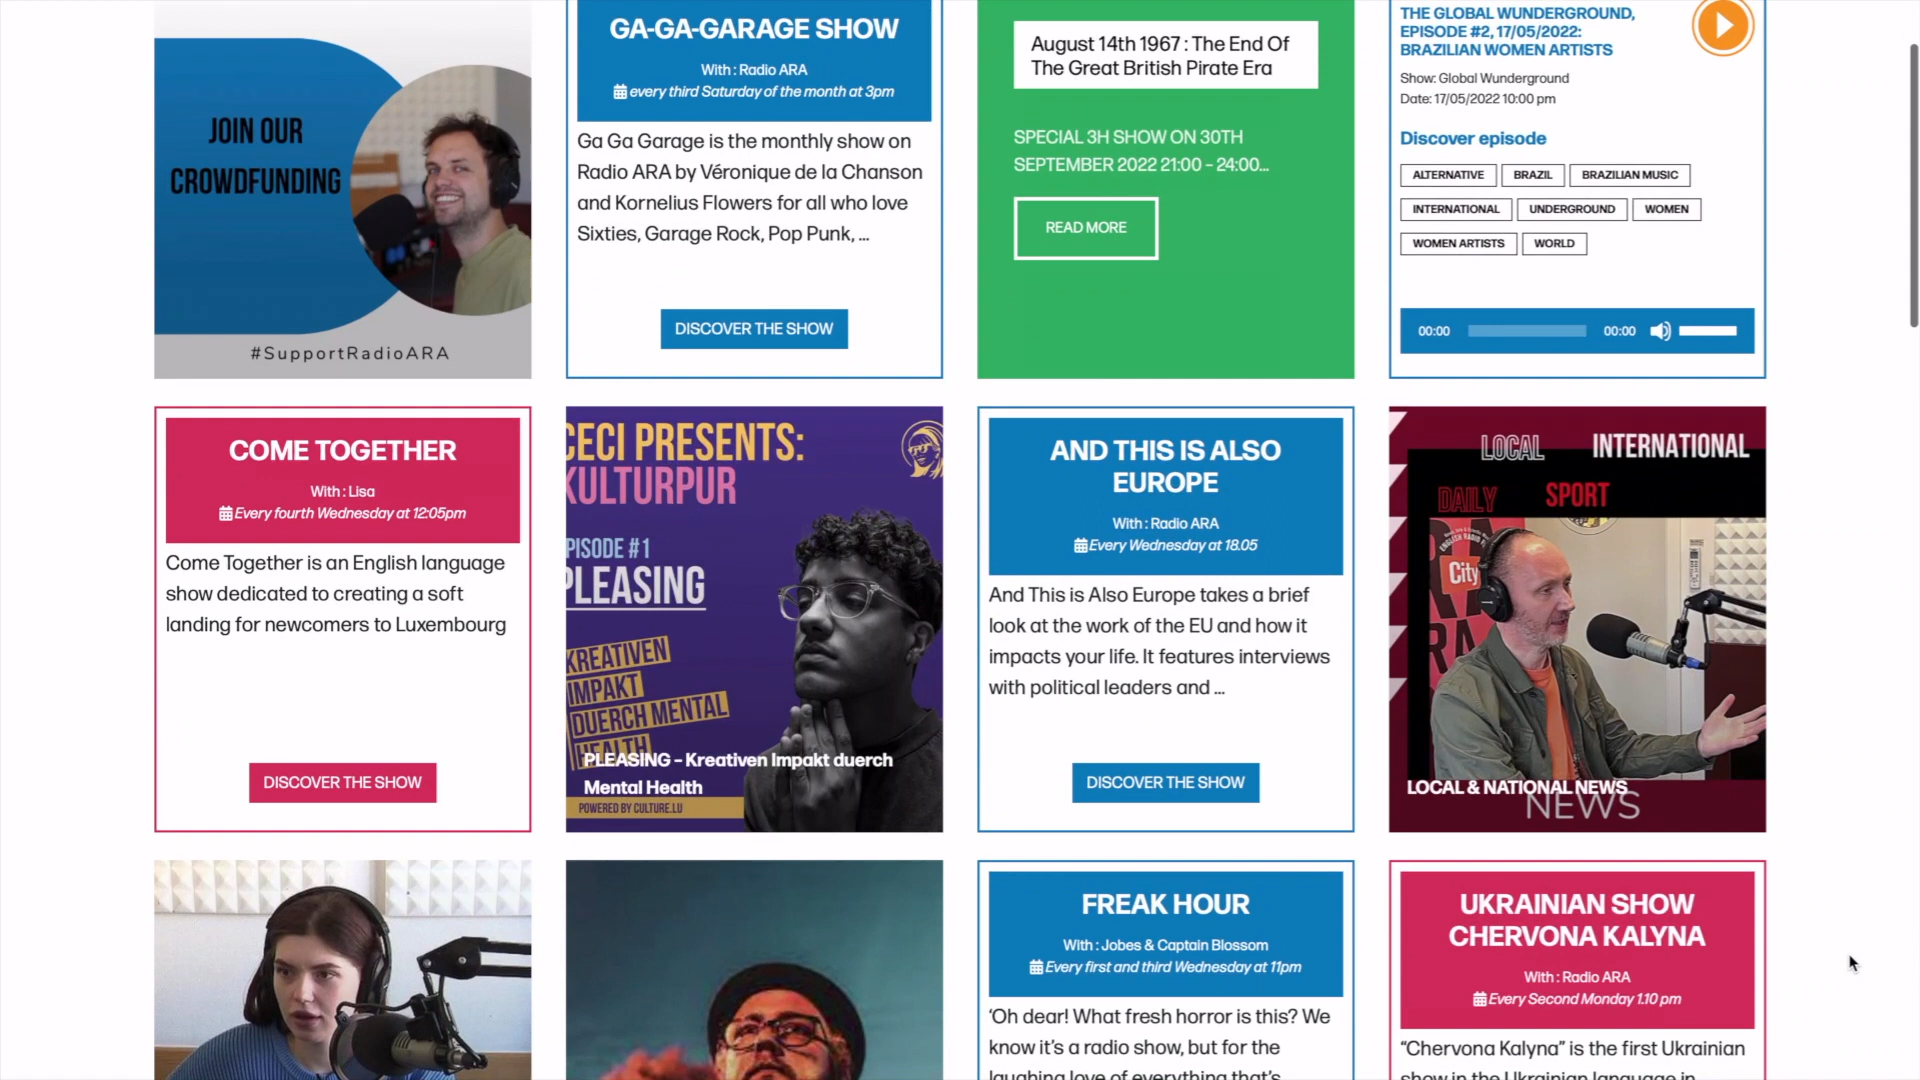 JOIN OUR
CROWDFUNDING
#SupportRadioARA
GA-GA-GARAGE SHOW
With : Radio ARA
every third Saturday of the month at 3pm
Ga Ga Garage is the monthly show on
Radio ARA by Véronique de la Chanson
and Kornelius Flowers for all who love
Sixties, Garage Rock, Pop Punk, ...
DISCOVER THE SHOW
August 14th 1967 : The End Of
The Great British Pirate Era
SPECIAL 3H SHOW ON 30TH
SEPTEMBER 2022 21:00 – 24:00...
READ MORE
THE GLOBAL WUNDERGROUND,
EPISODE #2, 17/05/2022:
BRAZILIAN WOMEN ARTISTS
Show: Global Wunderground
Date: 17/05/2022 10:00 pm
Discover episode
ALTERNATIVE BRAZIL BRAZILIAN MUSIC
INTERNATIONAL UNDERGROUND WOMEN
WOMEN ARTISTS WORLD
00:00 00:00
COME TOGETHER
With : Lisa
Every fourth Wednesday at 12:05pm
Come Together is an English language
show dedicated to creating a soft
landing for newcomers to Luxembourg
DISCOVER THE SHOW
CECI PRESENTS:
KULTURPUR
PISODE #1
PLEASING
KREATIVEN
IMPAKT
DUERCH MENTAL
HEALTH
PLEASING – Kreativen Impakt duerch
Mental Health
POWERED BY CULTURE.LU
AND THIS IS ALSO
EUROPE
With : Radio ARA
Every Wednesday at 18.05
And This is Also Europe takes a brief
look at the work of the EU and how it
impacts your life. It features interviews
with political leaders and ...
DISCOVER THE SHOW
LOCAL INTERNATIONAL
DAILY SPORT
City
LOCAL & NATIONAL NEWS
NEWS
FREAK HOUR
With : Jobes & Captain Blossom
Every first and third Wednesday at 11pm
‘Oh dear! What fresh horror is this? We
know it’s a radio show, but for the
laughing love of everything that’s
UKRAINIAN SHOW
CHERVONA KALYNA
With : Radio ARA
Every Second Monday 1.10 pm
“Chervona Kalyna” is the first Ukrainian
show in the Ukrainian language in